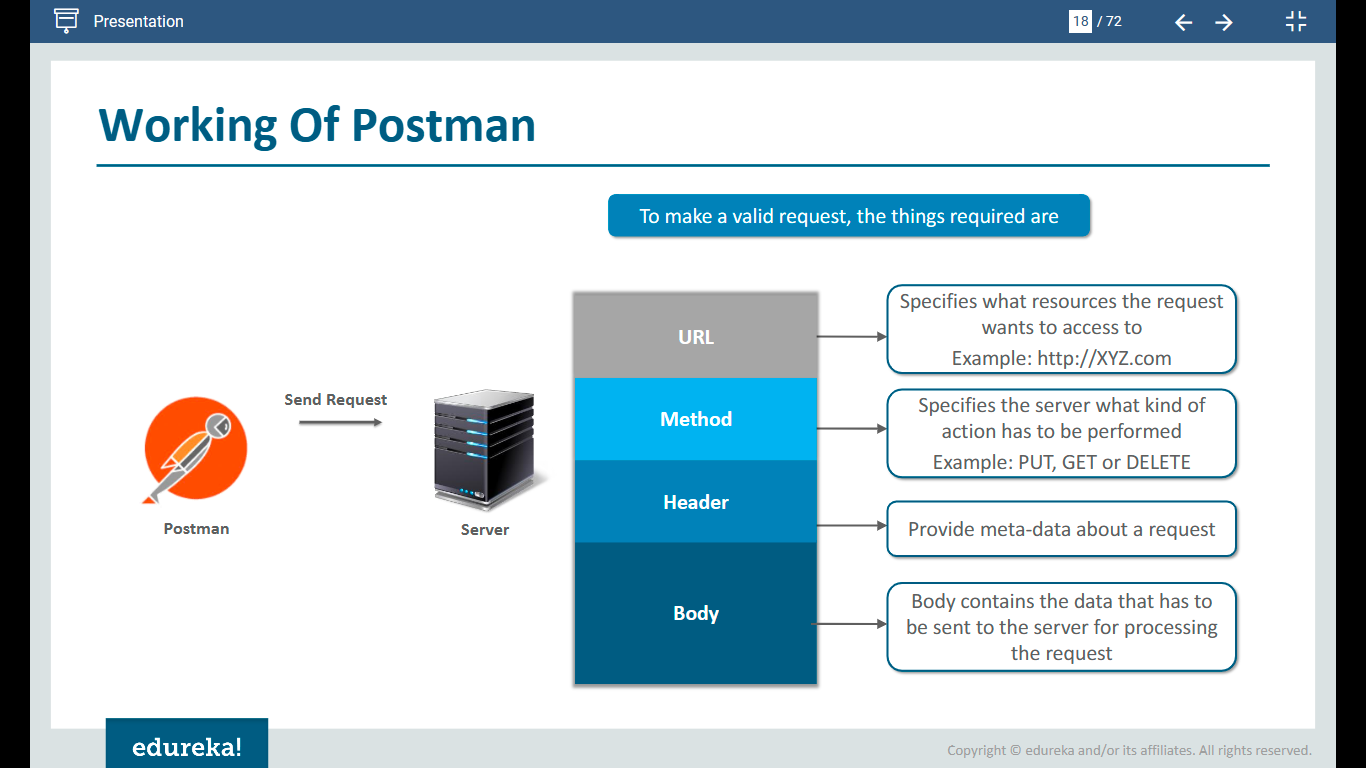 Presentation
18 / 72
Working Of Postman
To make a valid request, the things required are
Send Request
Postman
Server
URL
Specifies what resources the request
wants to access to
Example: http://XYZ.com
Method
Specifies the server what kind of
action has to be performed
Example: PUT, GET or DELETE
Header
Provide meta-data about a request
Body
Body contains the data that has to
be sent to the server for processing
the request
edureka!
Copyright © edureka and/or its affiliates. All rights reserved.